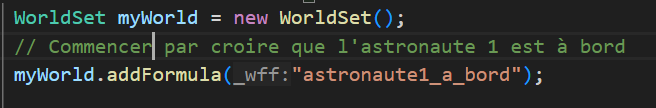 WorldSet myWorld = new WorldSet();
// Commencer par croire que l'astronaute 1 est à bord
myWorld.addFormula(_wff:"astronaute1_a_bord");